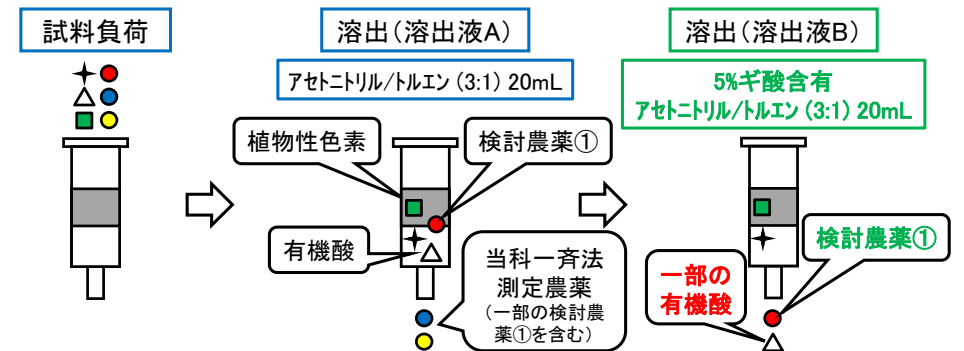 試料負荷
溶出(溶出液A)
アセトニトリル/トルエン (3:1) 20mL
植物性色素
検討農薬①
有機酸
当科一斉法
測定農薬
(一部の検討農
薬①を含む)
溶出(溶出液B)
5%ギ酸含有
アセトニトリル/トルエン (3:1) 20mL
検討農薬①
一部の
有機酸